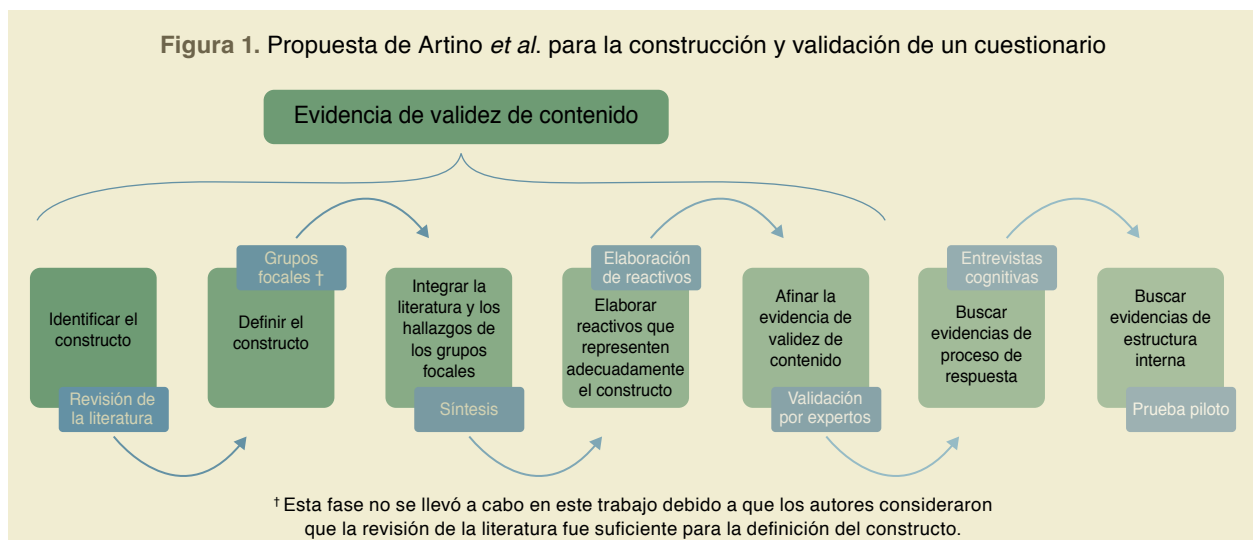 Figura 1. Propuesta de Artino et al. para la construcción y validación de un cuestionario
Evidencia de validez de contenido
Identificar el
constructo
Revisión de
la literatura
Grupos
focales †
Definir el
constructo
Integrar la
literatura y los
hallazgos de
los grupos
focales
Síntesis
Elaboración
de reactivos
Elaborar
reactivos que
representen
adecuadamente
el constructo
Afinar la
evidencia de
validez de
contenido
Validación
por expertos
Entrevistas
cognitivas
Buscar
evidencias de
proceso de
respuesta
Buscar
evidencias de
estructura
interna
Prueba piloto
† Esta fase no se llevó a cabo en este trabajo debido a que los autores consideraron
que la revisión de la literatura fue suficiente para la definición del constructo.